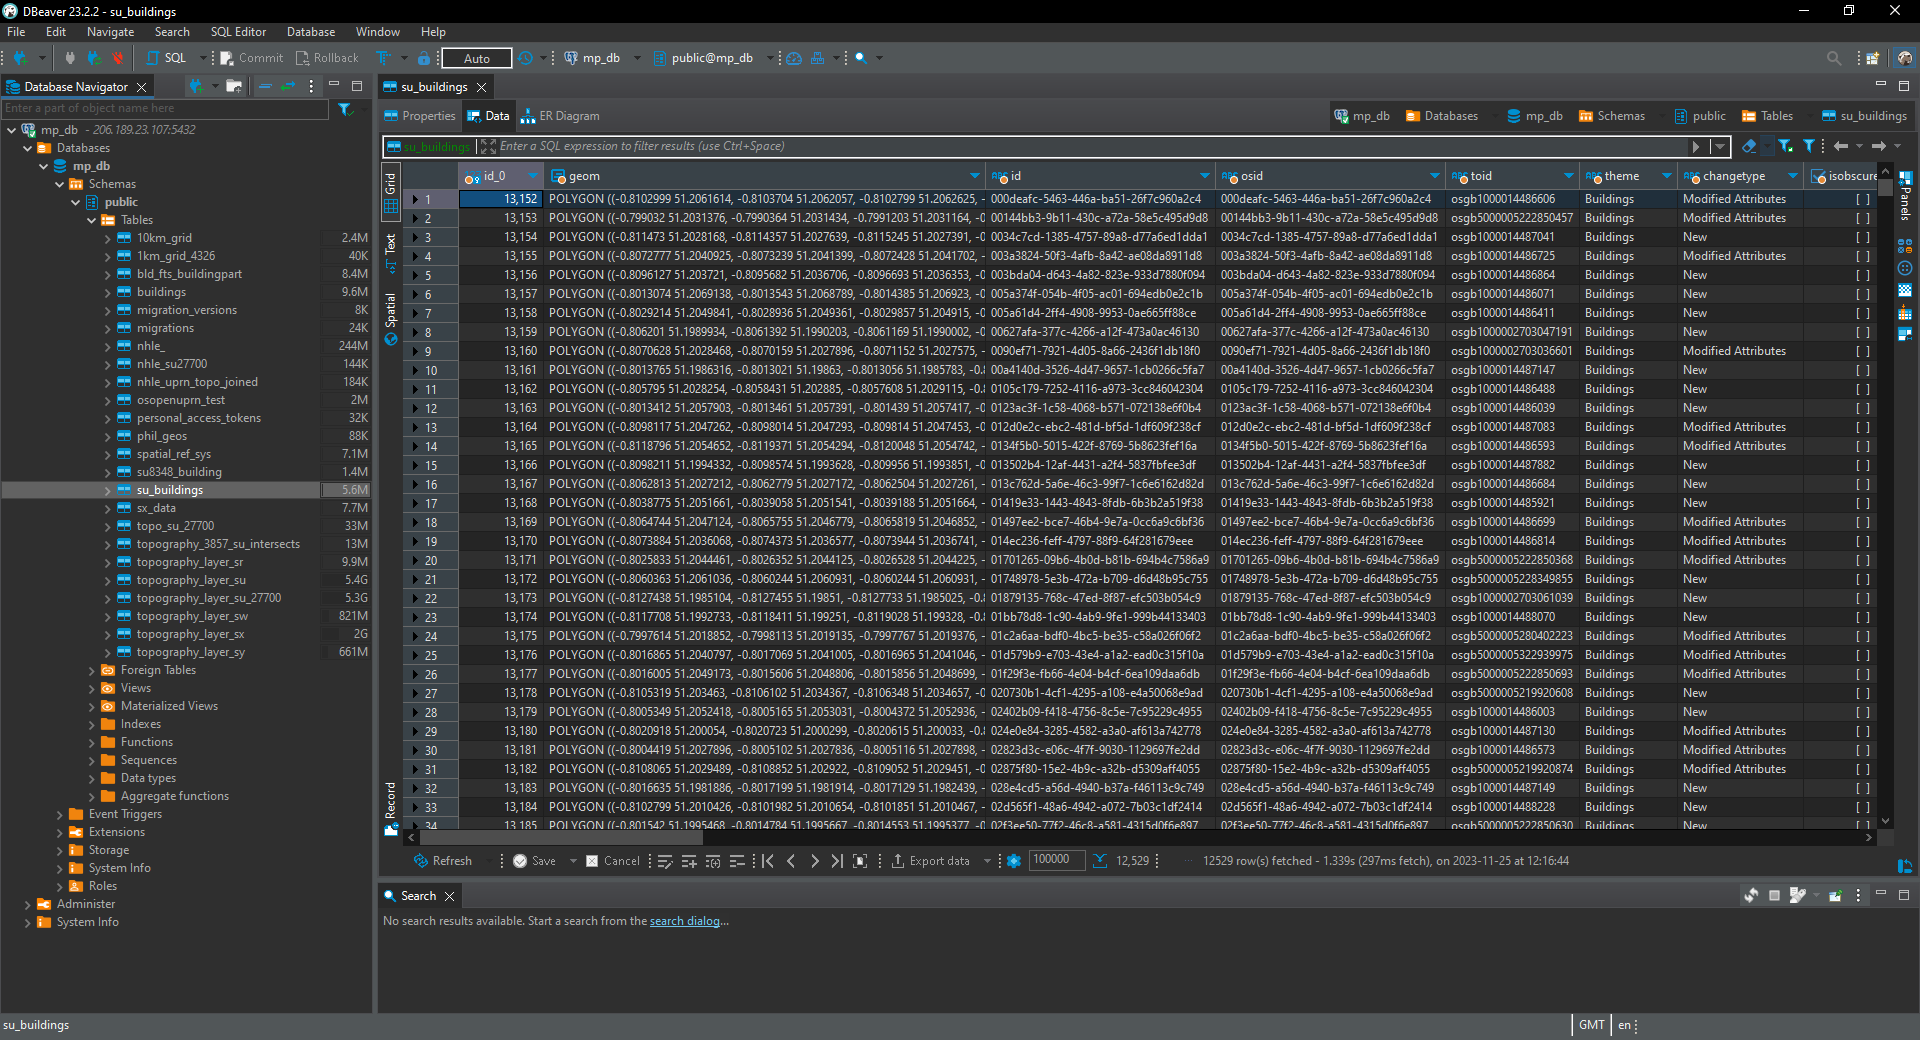 DBeaver 23.2.2 - su_buildings
File Edit Navigate Search SQL Editor Database Window Help
SQL Commit Rollback Auto mp_db public@mp_db
Database Navigator
Enter a part of object name here
mp_db - 206.189.23.107:5432
Databases
mp_db
Schemas
public
Tables
10km_grid 2.4M
1km_grid_4326 40K
bld_fts_buildingpart 8.4M
buildings 9.6M
migration_versions 8K
migrations 24K
nhle_ 244M
nhle_su27700 144K
nhle_uprn_topo_joined 184K
osopenuprn_test 2M
personal_access_tokens 32K
phil_geos 88K
spatial_ref_sys 7.1M
su8348_building 1.4M
su_buildings 5.6M
sx_data 7.7M
topo_su_27700 33M
topography_3857_su_intersects 13M
topography_layer_sr 9.9M
topography_layer_su 5.4G
topography_layer_su_27700 5.3G
topography_layer_sw 821M
topography_layer_sx 2G
topography_layer_sy 661M
Foreign Tables
Views
Materialized Views
Indexes
Functions
Sequences
Data types
Aggregate functions
Event Triggers
Extensions
Storage
System Info
Roles
Administer
System Info
su_buildings
Properties Data ER Diagram
mp_db Databases mp_db Schemas public Tables su_buildings
su_buildings Enter a SQL expression to filter results (use Ctrl+Space)
Grid
Text
Spatial
Record
Panels
id_0 geom id osid toid theme changetype isobscure
1 13,152 POLYGON ((-0.8102999 51.2061614, -0.8103704 51.2062057, -0.8102799 51.2062625, - 000deafc-5463-446a-ba51-26f7c960a2c4 000deafc-5463-446a-ba51-26f7c960a2c4 osgb1000014486606 Buildings Modified Attributes [ ]
2 13,153 POLYGON ((-0.799032 51.2031376, -0.7990364 51.2031434, -0.7991203 51.2031164, -0 00144bb3-9b11-430c-a72a-58e5c495d9d8 00144bb3-9b11-430c-a72a-58e5c495d9d8 osgb5000005222850457 Buildings Modified Attributes [ ]
3 13,154 POLYGON ((-0.811473 51.2028168, -0.8114357 51.2027639, -0.8115245 51.2027391, -0 0034c7cd-1385-4757-89a8-d77a6ed1dda1 0034c7cd-1385-4757-89a8-d77a6ed1dda1 osgb1000014487041 Buildings New [ ]
4 13,155 POLYGON ((-0.8072777 51.2040925, -0.8073239 51.2041399, -0.8072428 51.2041702, - 003a3824-50f3-4afb-8a42-ae08da8911d8 003a3824-50f3-4afb-8a42-ae08da8911d8 osgb1000014486725 Buildings Modified Attributes [ ]
5 13,156 POLYGON ((-0.8096127 51.203721, -0.8095682 51.2036706, -0.8096693 51.2036353, -0 003bda04-d643-4a82-823e-933d7880f094 003bda04-d643-4a82-823e-933d7880f094 osgb1000014486864 Buildings New [ ]
6 13,157 POLYGON ((-0.8013074 51.2069138, -0.8013543 51.2068789, -0.8014385 51.206923, -0 005a374f-054b-4f05-ac01-694edb0e2c1b 005a374f-054b-4f05-ac01-694edb0e2c1b osgb1000014486071 Buildings New [ ]
7 13,158 POLYGON ((-0.8029214 51.2049841, -0.8028936 51.2049341, -0.8029857 51.204915, -0 005a61d4-2ff4-4908-9953-0ae665ff88ce 005a61d4-2ff4-4908-9953-0ae665ff88ce osgb1000014486411 Buildings New [ ]
8 13,159 POLYGON ((-0.806201 51.1989934, -0.8061392 51.1990203, -0.8061169 51.1990002, -0 00627afa-377c-4266-a12f-473a0ac46130 00627afa-377c-4266-a12f-473a0ac46130 osgb1000002703047191 Buildings New [ ]
9 13,160 POLYGON ((-0.8070628 51.2028468, -0.8070159 51.2027896, -0.8071152 51.2027575, -0 0090ef71-7921-4d05-8a66-2436f1db18f0 0090ef71-7921-4d05-8a66-2436f1db18f0 osgb1000002703036601 Buildings Modified Attributes [ ]
10 13,161 POLYGON ((-0.8013765 51.1986316, -0.8013021 51.19863, -0.8013056 51.1985783, -0.8 00a4140d-3526-4d47-9657-1cb0266c5fa7 00a4140d-3526-4d47-9657-1cb0266c5fa7 osgb1000014487147 Buildings New [ ]
11 13,162 POLYGON ((-0.805795 51.2028254, -0.8058431 51.202885, -0.8057608 51.2029115, -0.8 0105c179-7252-4116-a973-3cc846042304 0105c179-7252-4116-a973-3cc846042304 osgb1000014486488 Buildings New [ ]
12 13,163 POLYGON ((-0.8013412 51.2057903, -0.8013461 51.2057391, -0.801439 51.2057417, -0 0123ac3f-1c58-4068-b571-072138e6f0b4 0123ac3f-1c58-4068-b571-072138e6f0b4 osgb1000014486039 Buildings New [ ]
13 13,164 POLYGON ((-0.8098117 51.2047262, -0.8098014 51.2047293, -0.809814 51.2047453, -0 012d0e2c-ebc2-481d-bf5d-1df609f238cf 012d0e2c-ebc2-481d-bf5d-1df609f238cf osgb1000014487083 Buildings Modified Attributes [ ]
14 13,165 POLYGON ((-0.8118796 51.2054652, -0.8119371 51.2054294, -0.8120048 51.2054742, - 0134f5b0-5015-422f-8769-5b8623fef16a 0134f5b0-5015-422f-8769-5b8623fef16a osgb1000014486593 Buildings Modified Attributes [ ]
15 13,166 POLYGON ((-0.8098211 51.1994332, -0.8098574 51.1993628, -0.809956 51.1993851, -0 013502b4-12af-4431-a2f4-5837fbfee3df 013502b4-12af-4431-a2f4-5837fbfee3df osgb1000014487882 Buildings New [ ]
16 13,167 POLYGON ((-0.8062813 51.2027212, -0.8062779 51.2027172, -0.8062504 51.2027261, - 013c762d-5a6e-46c3-99f7-1c6e6162d82d 013c762d-5a6e-46c3-99f7-1c6e6162d82d osgb1000014486684 Buildings New [ ]
17 13,168 POLYGON ((-0.8038775 51.2051661, -0.8039058 51.2051541, -0.8039188 51.2051664, - 01419e33-1443-4843-8fdb-6b3b2a519f38 01419e33-1443-4843-8fdb-6b3b2a519f38 osgb1000014485921 Buildings New [ ]
18 13,169 POLYGON ((-0.8064744 51.2047124, -0.8065755 51.2046779, -0.8065819 51.2046852, - 01497ee2-bce7-46b4-9e7a-0cc6a9c6bf36 01497ee2-bce7-46b4-9e7a-0cc6a9c6bf36 osgb1000014486699 Buildings Modified Attributes [ ]
19 13,170 POLYGON ((-0.8073884 51.2036068, -0.8074373 51.2036577, -0.8073944 51.2036741, - 014ec236-feff-4797-88f9-64f281679eee 014ec236-feff-4797-88f9-64f281679eee osgb1000014486814 Buildings Modified Attributes [ ]
20 13,171 POLYGON ((-0.8025833 51.2044461, -0.8026352 51.2044125, -0.8026528 51.2044225, - 01701265-09b6-4b0d-b81b-694b4c7586a9 01701265-09b6-4b0d-b81b-694b4c7586a9 osgb5000005222850368 Buildings Modified Attributes [ ]
21 13,172 POLYGON ((-0.8060363 51.2061036, -0.8060244 51.2060931, -0.8060244 51.2060931, - 01748978-5e3b-472a-b709-d6d48b95c755 01748978-5e3b-472a-b709-d6d48b95c755 osgb5000005228349855 Buildings New [ ]
22 13,173 POLYGON ((-0.8127438 51.1985104, -0.8127455 51.19851, -0.8127733 51.1985025, -0.8 01879135-768c-47ed-8f87-efc503b054c9 01879135-768c-47ed-8f87-efc503b054c9 osgb1000002703061039 Buildings New [ ]
23 13,174 POLYGON ((-0.8117708 51.1992733, -0.8118411 51.199251, -0.8119028 51.199328, -0.8 01bb78d8-1c90-4ab9-9fe1-999b44133403 01bb78d8-1c90-4ab9-9fe1-999b44133403 osgb1000014488070 Buildings New [ ]
24 13,175 POLYGON ((-0.7997614 51.2018852, -0.7998113 51.2019135, -0.7997767 51.2019376, - 01c2a6aa-bdf0-4bc5-be35-c58a026f06f2 01c2a6aa-bdf0-4bc5-be35-c58a026f06f2 osgb5000005280402223 Buildings Modified Attributes [ ]
25 13,176 POLYGON ((-0.8016865 51.2040797, -0.8017069 51.2041005, -0.8016965 51.2041046, - 01d579b9-e703-43e4-a1a2-ead0c315f10a 01d579b9-e703-43e4-a1a2-ead0c315f10a osgb5000005322939975 Buildings Modified Attributes [ ]
26 13,177 POLYGON ((-0.8016005 51.2049173, -0.8015606 51.2048806, -0.8015856 51.2048699, - 01f29f3e-fb66-4e04-b4cf-6ea109daa6db 01f29f3e-fb66-4e04-b4cf-6ea109daa6db osgb5000005222850693 Buildings Modified Attributes [ ]
27 13,178 POLYGON ((-0.8105319 51.203463, -0.8106102 51.2034367, -0.8106348 51.2034657, -0 020730b1-4cf1-4295-a108-e4a50068e9ad 020730b1-4cf1-4295-a108-e4a50068e9ad osgb5000005219920608 Buildings New [ ]
28 13,179 POLYGON ((-0.8005349 51.2052418, -0.8005165 51.2053031, -0.8004372 51.2052936, - 02402b09-f418-4756-8c5e-7c95229c4955 02402b09-f418-4756-8c5e-7c95229c4955 osgb1000014486003 Buildings New [ ]
29 13,180 POLYGON ((-0.8020918 51.200054, -0.8020723 51.2000299, -0.8020615 51.200033, -0.8 024e0e84-3285-4582-a3a0-af613a742778 024e0e84-3285-4582-a3a0-af613a742778 osgb1000014487130 Buildings Modified Attributes [ ]
30 13,181 POLYGON ((-0.8004419 51.2027896, -0.8005102 51.2027836, -0.8005116 51.2027898, - 02823d3c-e06c-4f7f-9030-1129697fe2dd 02823d3c-e06c-4f7f-9030-1129697fe2dd osgb1000014486573 Buildings Modified Attributes [ ]
31 13,182 POLYGON ((-0.8108065 51.2029489, -0.8108852 51.202922, -0.8109052 51.2029451, -0 02875f80-15e2-4b9c-a32b-d5309aff4055 02875f80-15e2-4b9c-a32b-d5309aff4055 osgb5000005219920874 Buildings Modified Attributes [ ]
32 13,183 POLYGON ((-0.8016635 51.1981886, -0.8017199 51.1981914, -0.8017129 51.1982439, - 028e4cd5-a56d-4940-b37a-f46113c9c749 028e4cd5-a56d-4940-b37a-f46113c9c749 osgb1000014487149 Buildings New [ ]
33 13,184 POLYGON ((-0.8102799 51.2010426, -0.8101982 51.2010654, -0.8101851 51.2010467, -0 02d565f1-48a6-4942-a072-7b03c1df2414 02d565f1-48a6-4942-a072-7b03c1df2414 osgb1000014488228 Buildings New [ ]
34 13,185 POLYGON ((-0.801542 51.1995468, -0.8014784 51.1995667, -0.8014553 51.1995377, -0 02f3ee50-77f2-46c8-a581-4315d0f6e897 02f3ee50-77f2-46c8-a581-4315d0f6e897 osgb5000005222850630 Buildings New [ ]
Refresh Save Cancel Export data 100000 12,529 12529 row(s) fetched - 1.339s (297ms fetch), on 2023-11-25 at 12:16:44
Search
No search results available. Start a search from the search dialog...
su_buildings GMT en